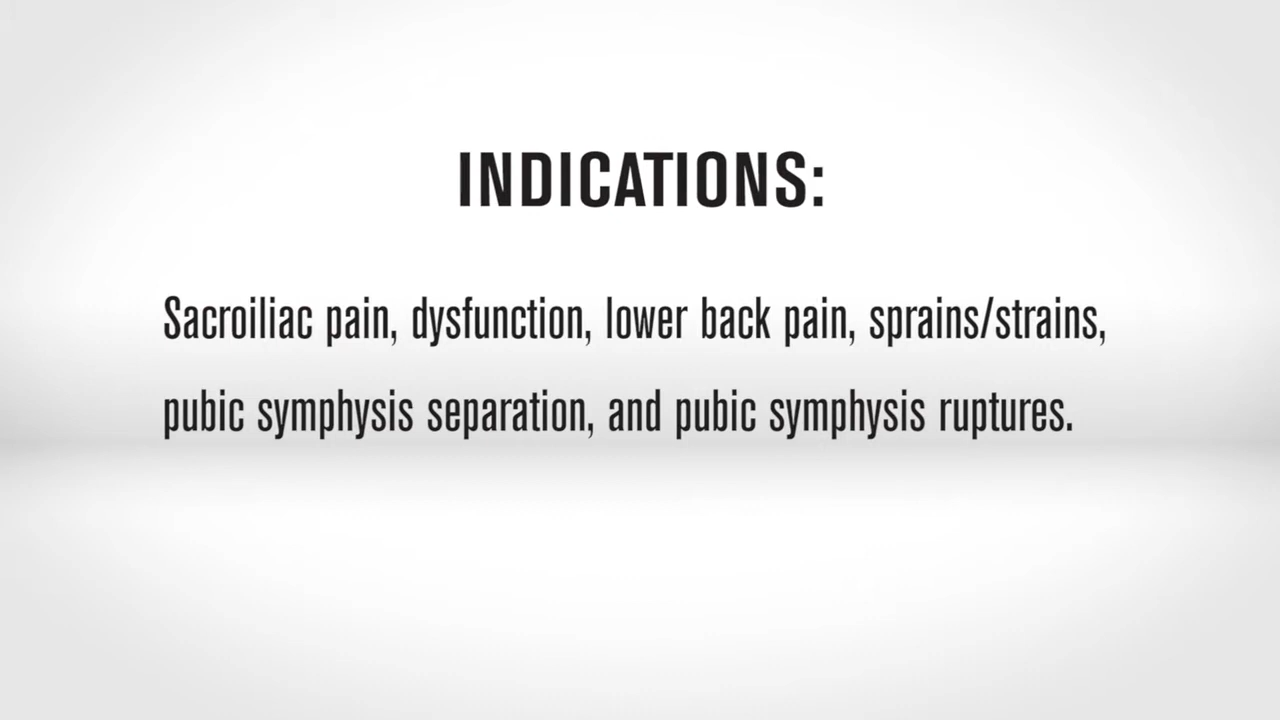 INDICATIONS:
Sacroiliac pain, dysfunction, lower back pain, sprains/strains,
pubic symphysis separation, and pubic symphysis ruptures.